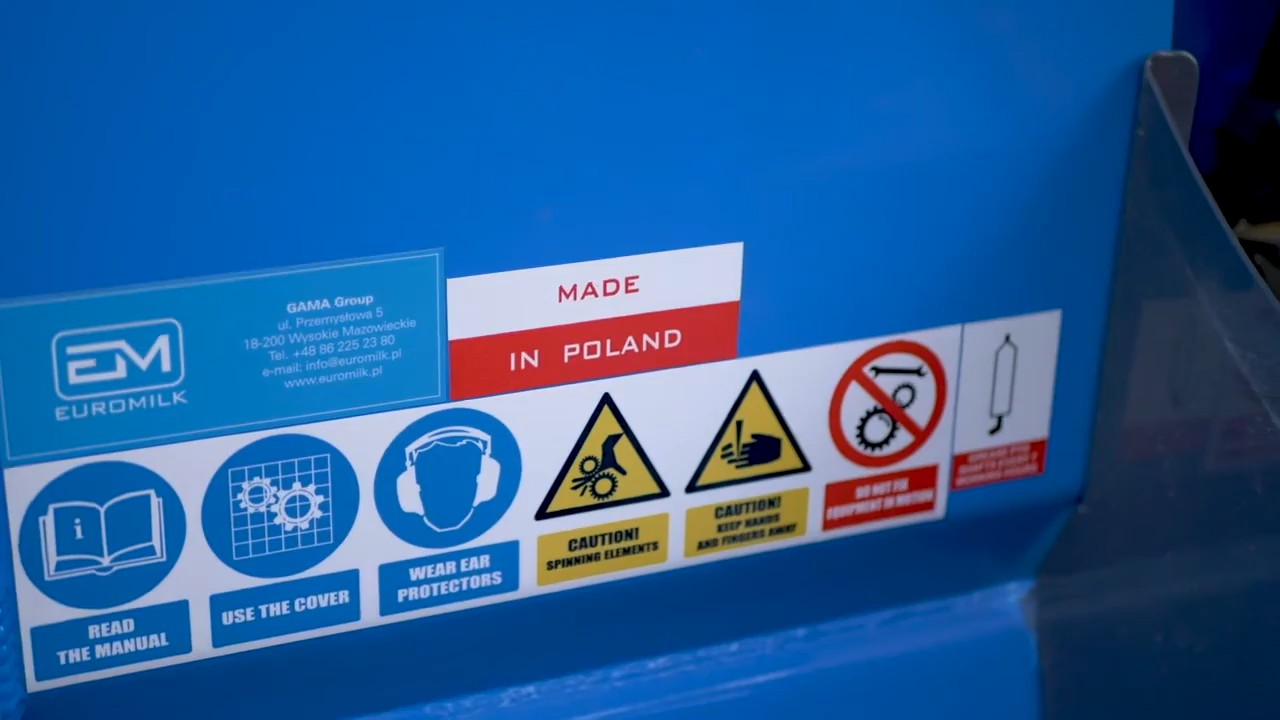 EM
EUROMILK
GAMA Group
ul. Przemysłowa 5
18-200 Wysokie Mazowieckie
Tel. +48 86 225 23 80
e-mail: info@euromilk.pl
www.euromilk.pl
MADE
IN POLAND
i
READ
THE MANUAL
USE THE COVER
WEAR EAR
PROTECTORS
CAUTION!
SPINNING ELEMENTS
CAUTION!
KEEP HANDS
AND FINGERS AWAY
DO NOT FIX
EQUIPMENT IN MOTION